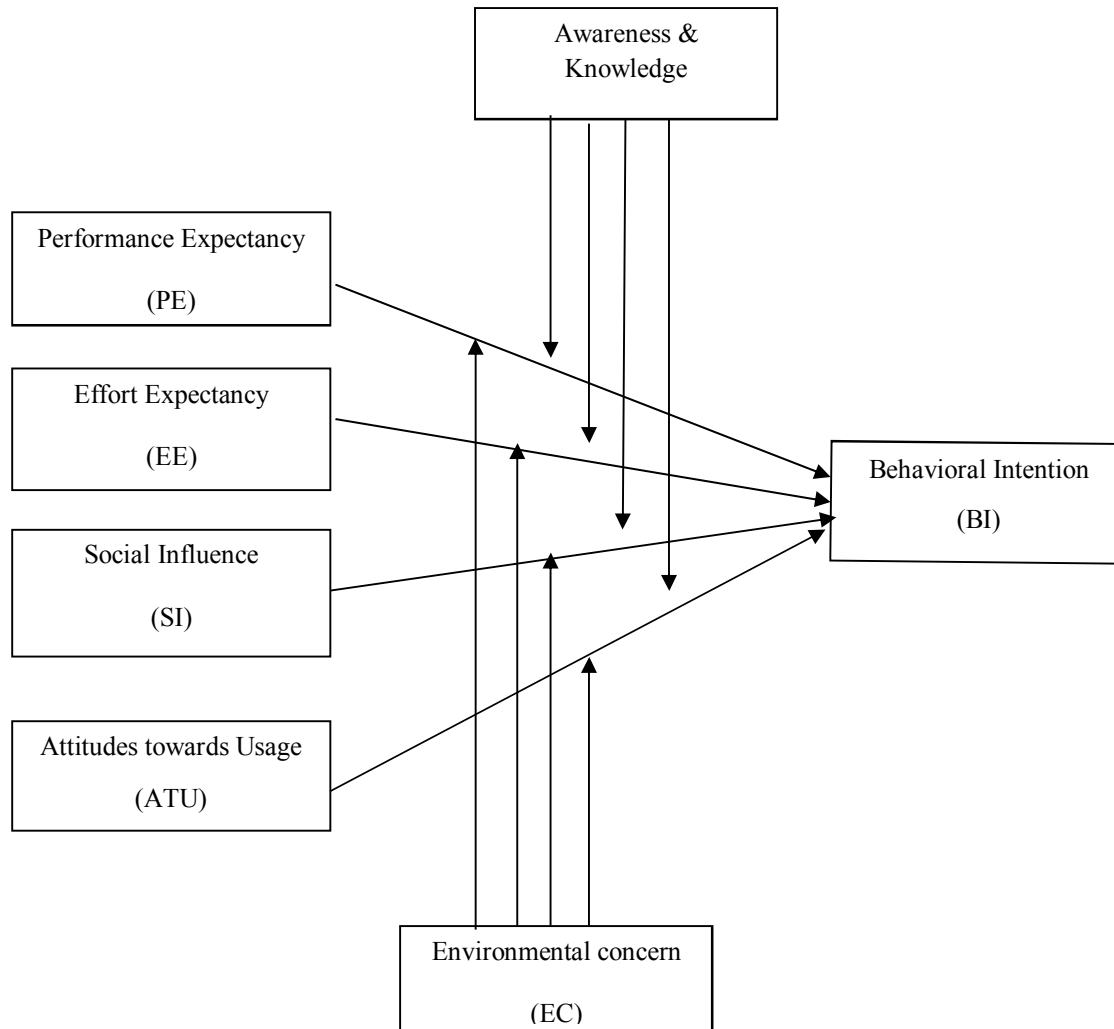 Awareness &
Knowledge
Performance Expectancy
(PE)
Effort Expectancy
(EE)
Behavioral Intention
(BI)
Social Influence
(SI)
Attitudes towards Usage
(ATU)
Environmental concern
(EC)